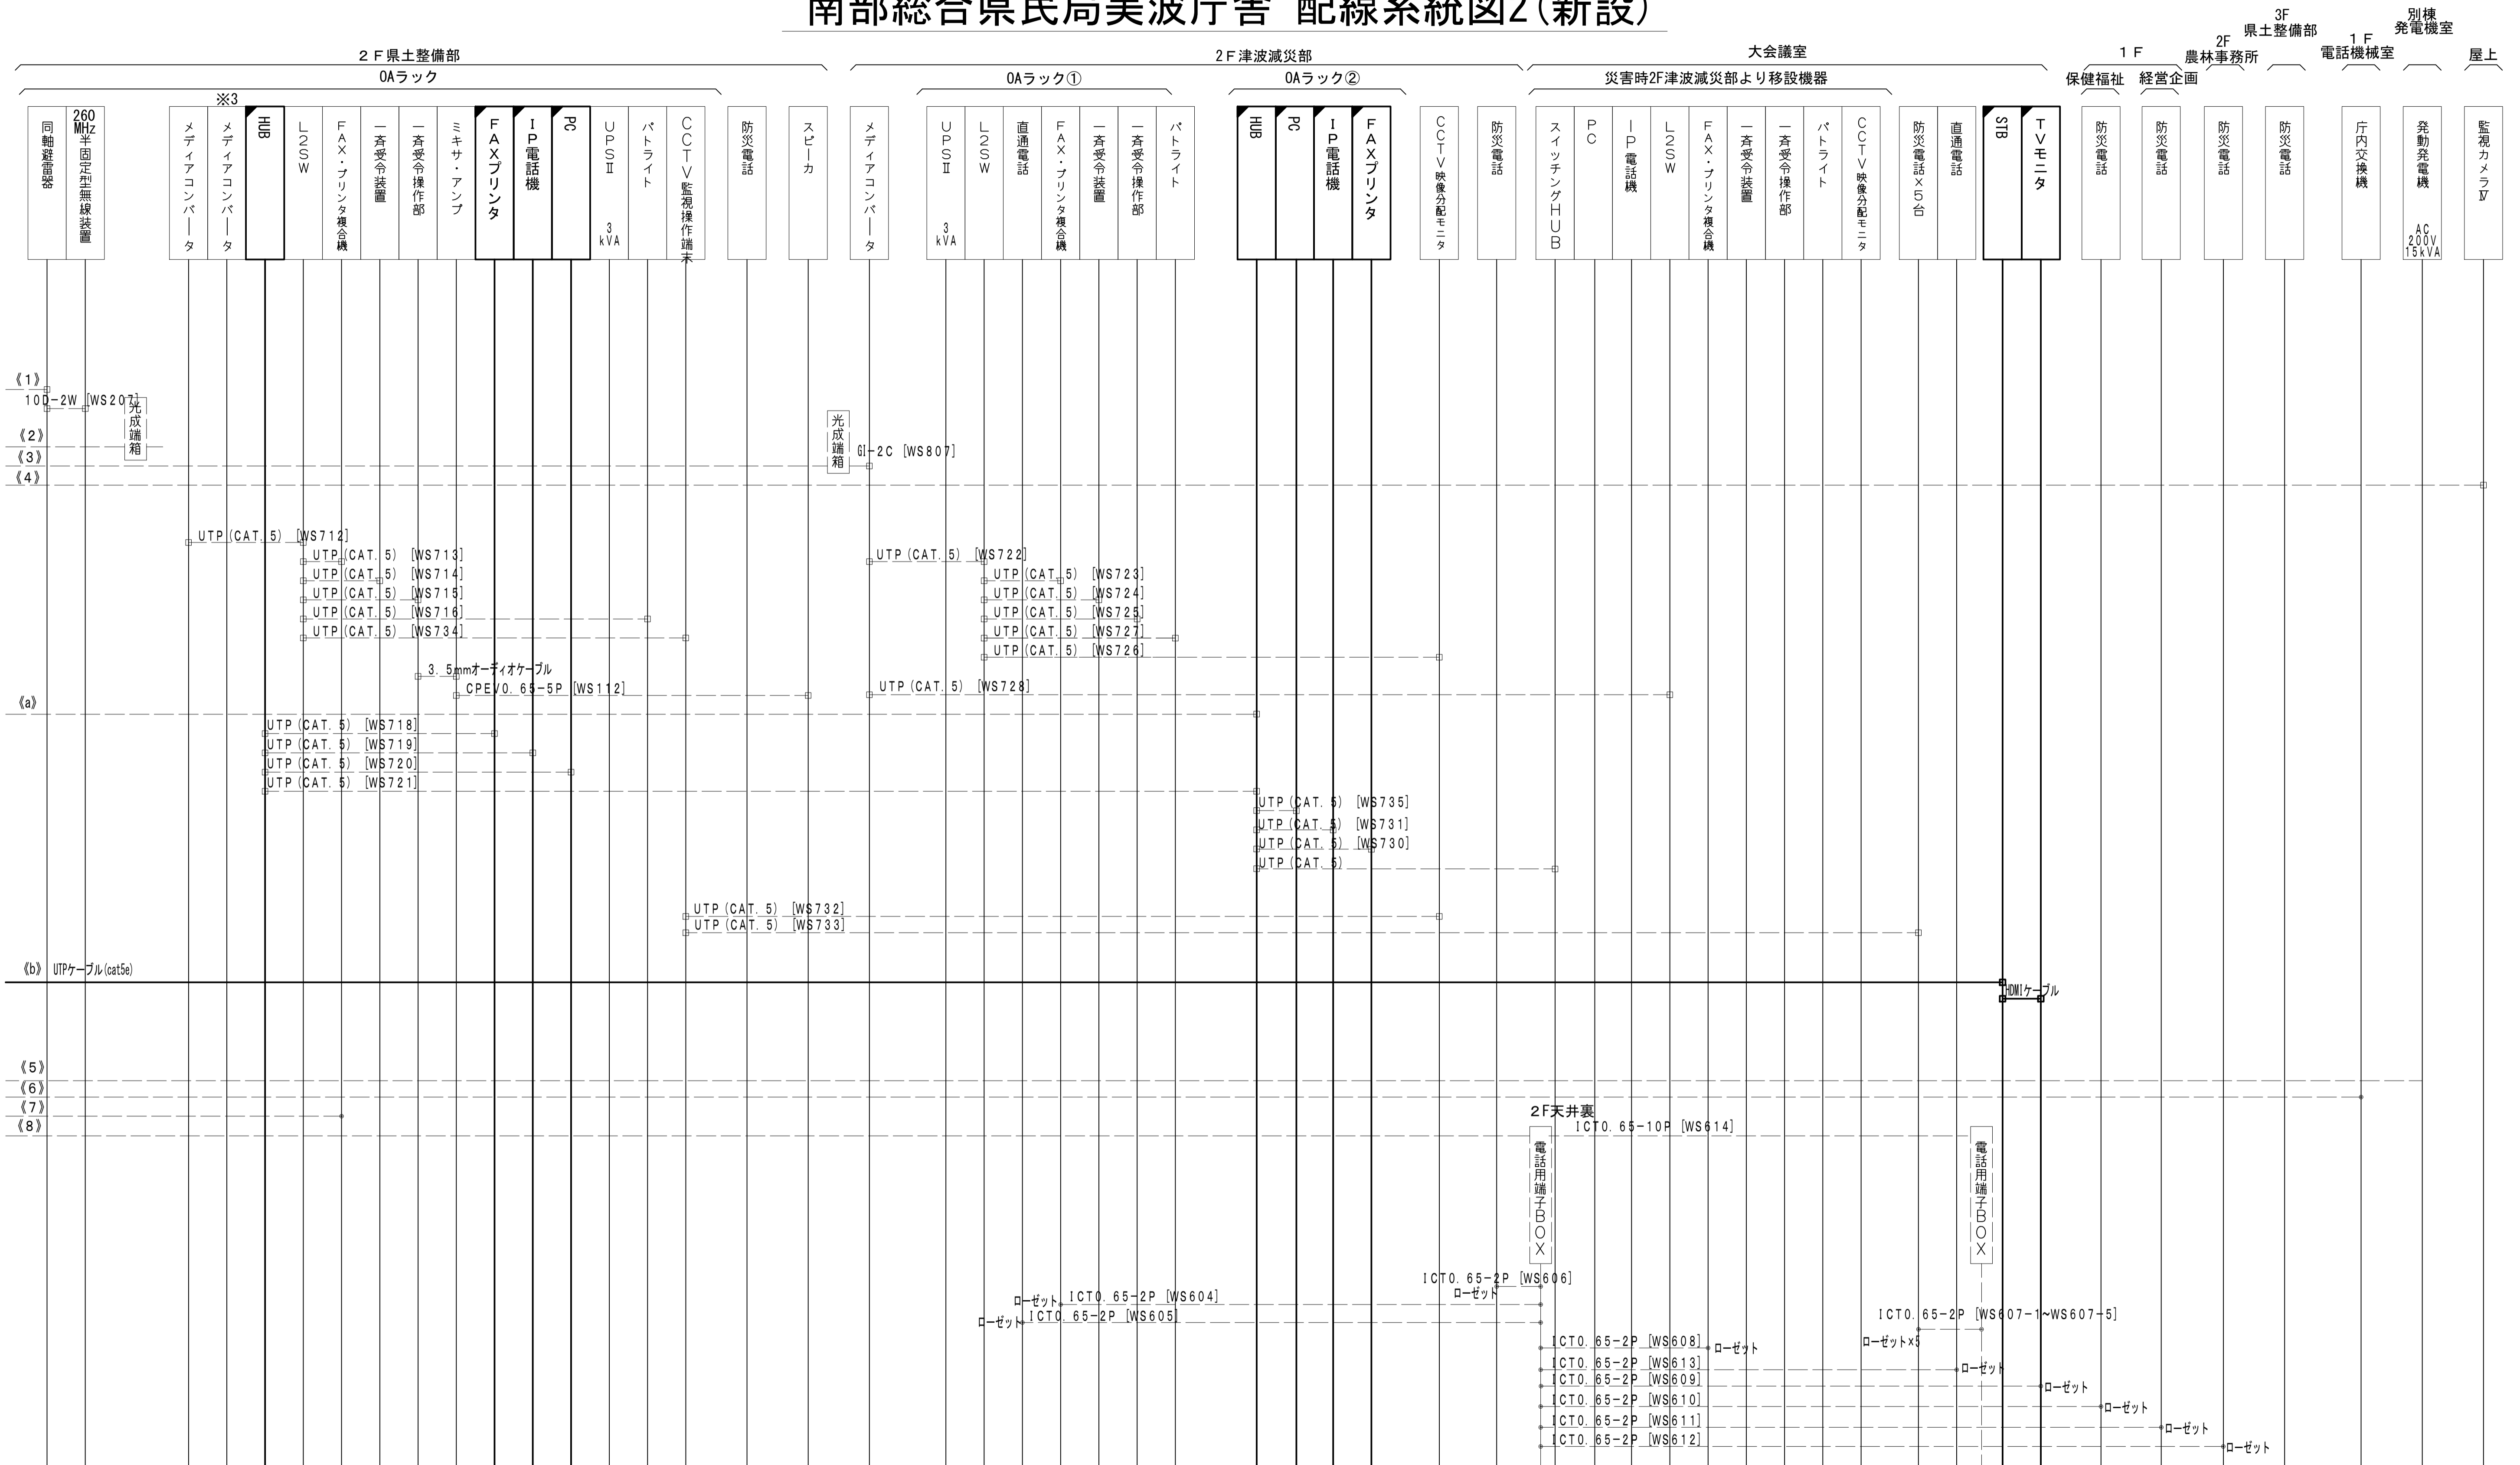 南部総合県民局美波庁舎 配線系統図2(新設)
2F県土整備部
2F津波減災部
大会議室
1F
2F
農林事務所
3F
県土整備部
1F
電話機械室
別棟
発電機室
屋上
OAラック
OAラック①
OAラック②
災害時2F津波減災部より移設機器
保健福祉
経営企画
※3
同軸避雷器
260
MHz
半固定型無線装置
メディアコンバータ
メディアコンバータ
HUB
L2SW
FAX・プリンタ複合機
一斉受令装置
一斉受令操作部
ミキサ・アンプ
FAXプリンタ
IP電話機
PC
UPSⅡ
3
kVA
パトライト
CCTV監視操作端末
防災電話
スピーカ
メディアコンバータ
UPSⅡ
3
kVA
L2SW
直通電話
FAX・プリンタ複合機
一斉受令装置
一斉受令操作部
パトライト
HUB
PC
IP電話機
FAXプリンタ
CCTV映像分配モニタ
防災電話
スイッチングHUB
PC
IP電話機
L2SW
FAX・プリンタ複合機
一斉受令装置
一斉受令操作部
パトライト
CCTV映像分配モニタ
防災電話×5台
直通電話
STB
TVモニタ
防災電話
防災電話
防災電話
防災電話
庁内交換機
発動発電機
AC
200V
15kVA
監視カメラⅣ
《1》
10D-2W [WS207]
光成端箱
《2》
光成端箱
《3》
GI-2C [WS807]
《4》
UTP(CAT.5) [WS712]
UTP(CAT.5) [WS713]
UTP(CAT.5) [WS722]
UTP(CAT.5) [WS714]
UTP(CAT.5) [WS723]
UTP(CAT.5) [WS715]
UTP(CAT.5) [WS724]
UTP(CAT.5) [WS716]
UTP(CAT.5) [WS725]
UTP(CAT.5) [WS734]
UTP(CAT.5) [WS727]
UTP(CAT.5) [WS726]
3.5mmオーディオケーブル
CPEV0.65-5P [WS112]
UTP(CAT.5) [WS728]
《a》
UTP(CAT.5) [WS718]
UTP(CAT.5) [WS719]
UTP(CAT.5) [WS720]
UTP(CAT.5) [WS721]
UTP(CAT.5) [WS735]
UTP(CAT.5) [WS731]
UTP(CAT.5) [WS730]
UTP(CAT.5)
UTP(CAT.5) [WS732]
UTP(CAT.5) [WS733]
《b》 UTPケーブル(cat5e)
HDMIケーブル
《5》
《6》
《7》
《8》
2F天井裏
ICT0.65-10P [WS614]
電話用端子BOX
電話用端子BOX
ICT0.65-2P [WS606]
ローゼット
ローゼット
ICT0.65-2P [WS604]
ローゼット
ICT0.65-2P [WS605]
ICT0.65-2P [WS607-1~WS607-5]
ローゼット×5
ICT0.65-2P [WS608]
ローゼット
ICT0.65-2P [WS613]
ローゼット
ICT0.65-2P [WS609]
ローゼット
ICT0.65-2P [WS610]
ローゼット
ICT0.65-2P [WS611]
ローゼット
ICT0.65-2P [WS612]
ローゼット